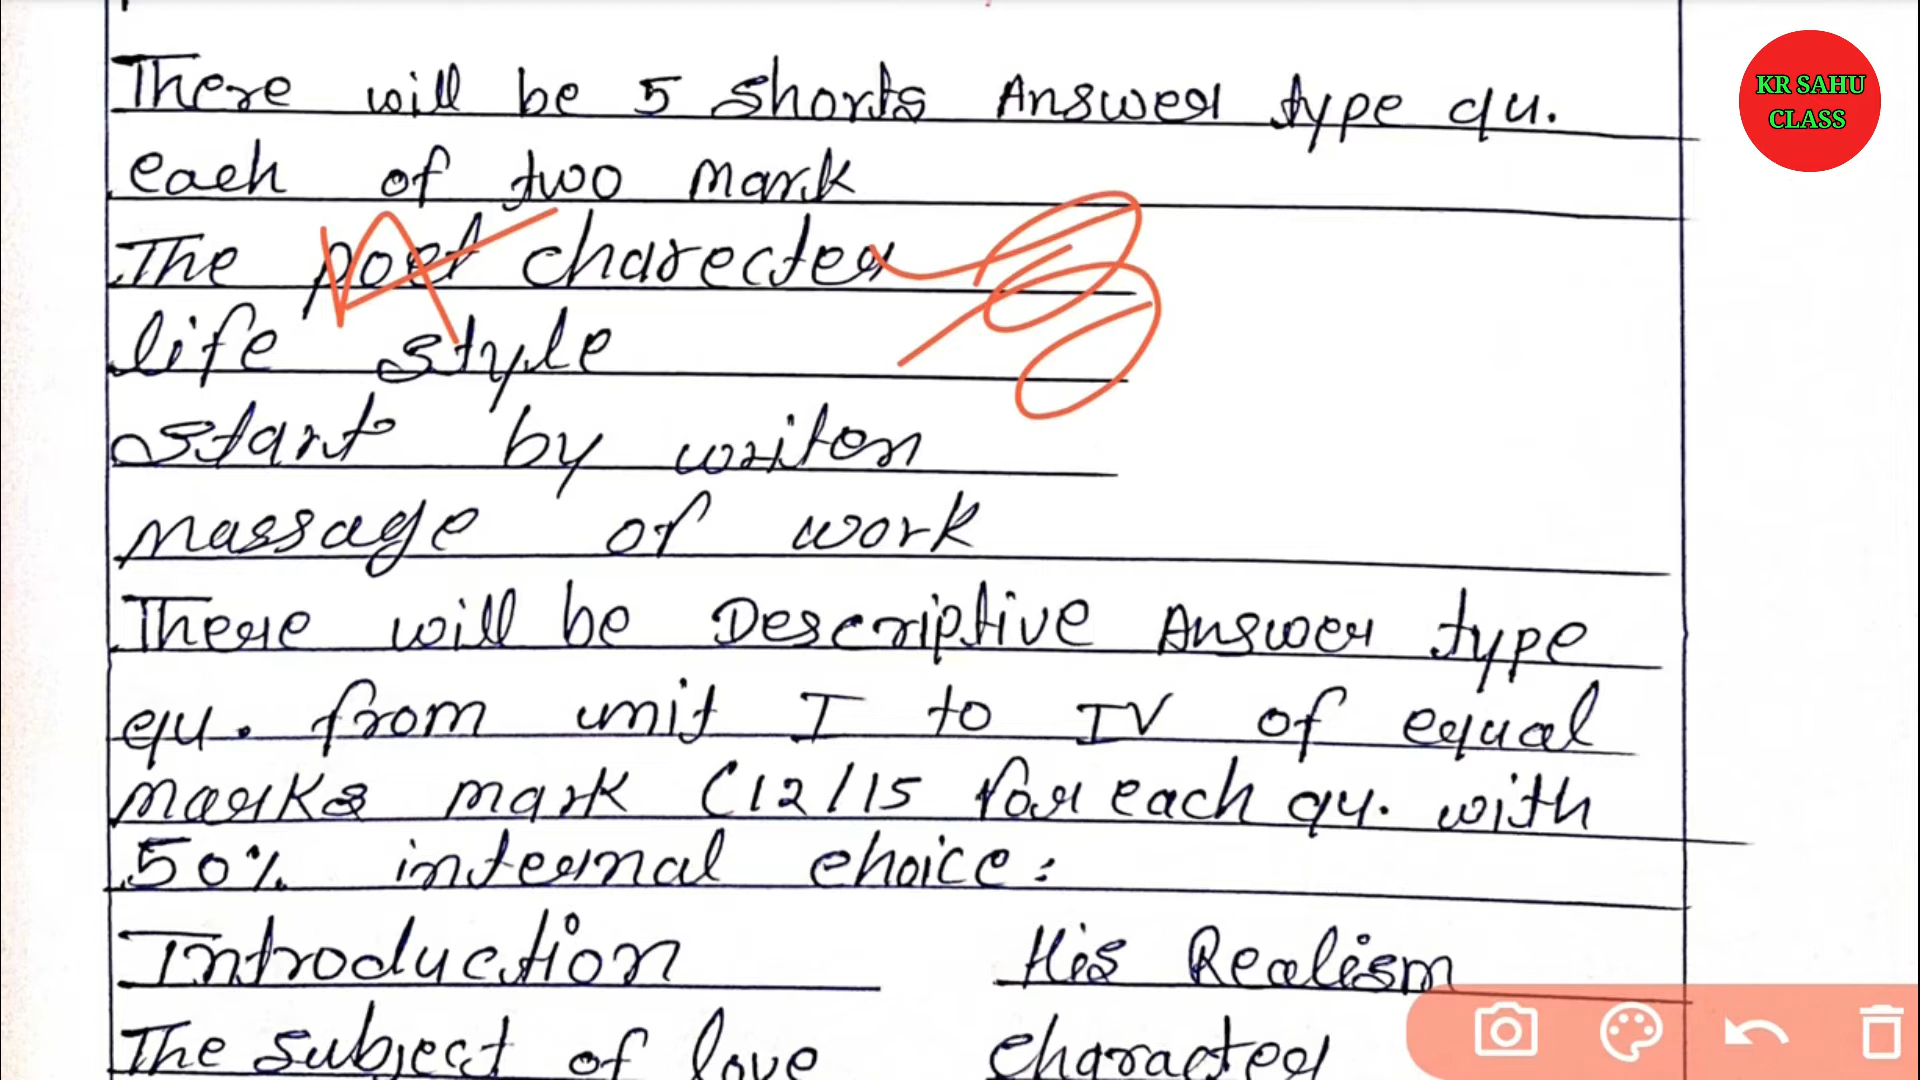 There will be 5 shorts Answer type qu.
each of two mark
The poet charecter
life style
start by writen
massage of work
There will be Descriptive Answer type
qu. from unit I to IV of equal
marks mark (12/15 for each qu. with
50% internal choice:
Introduction His Realism
The subject of love character
KR SAHU
CLASS